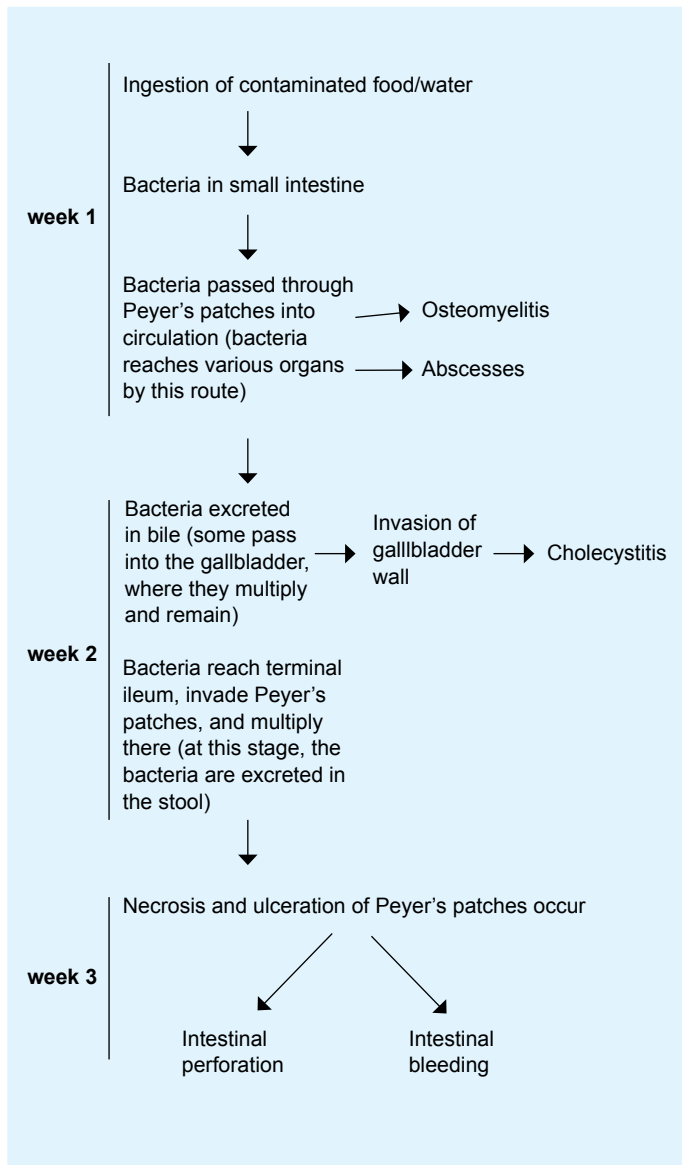 Ingestion of contaminated food/water
Bacteria in small intestine
week 1
Bacteria passed through
Peyer’s patches into
circulation (bacteria
reaches various organs
by this route)
Osteomyelitis
Abscesses
Bacteria excreted
in bile (some pass
into the gallbladder,
where they multiply
and remain)
Invasion of
galllbladder
wall
Cholecystitis
week 2
Bacteria reach terminal
ileum, invade Peyer’s
patches, and multiply
there (at this stage, the
bacteria are excreted in
the stool)
Necrosis and ulceration of Peyer’s patches occur
week 3
Intestinal
perforation
Intestinal
bleeding